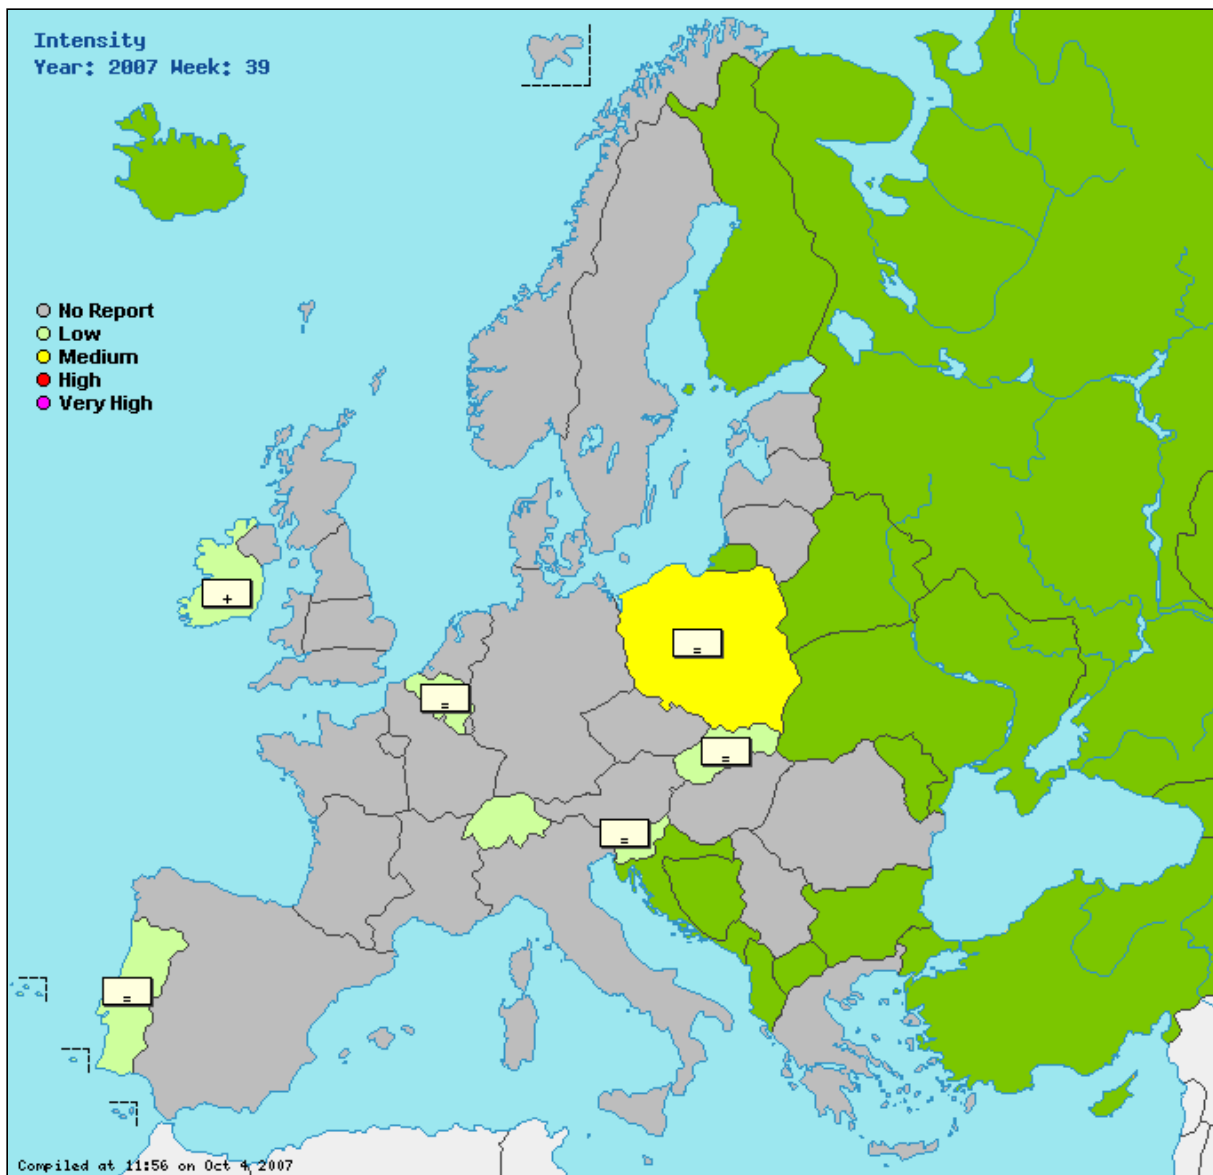 Intensity
Year: 2007 Week: 39
No Report
Low
Medium
High
Very High
+
=
=
=
=
=
Compiled at 11:56 on Oct 4 2007